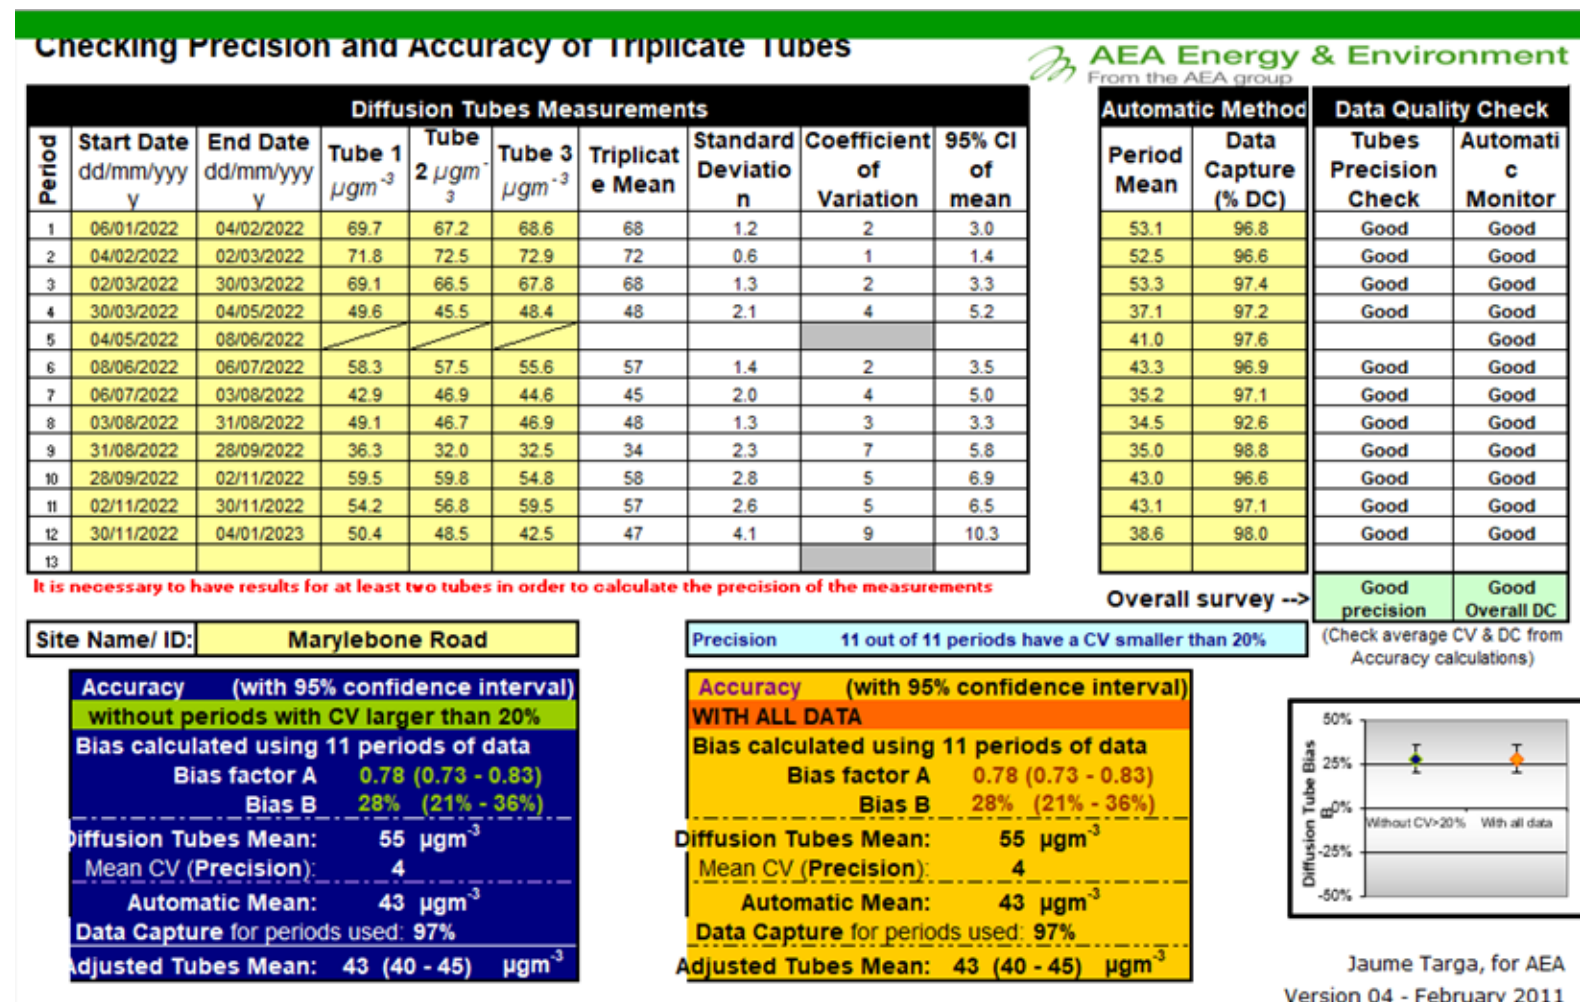 Checking Precision and Accuracy of Triplicate Tubes
AEA Energy & Environment
From the AEA group
Diffusion Tubes Measurements
Automatic Method
Data Quality Check
Period
Start Date dd/mm/yyyy
End Date dd/mm/yyyy
Tube 1 µgm-3
Tube 2 µgm-3
Tube 3 µgm-3
Triplicate Mean
Standard Deviation
Coefficient of Variation
95% CI of mean
Period Mean
Data Capture (% DC)
Tubes Precision Check
Automatic Monitor
1 06/01/2022 04/02/2022 69.7 67.2 68.6 68 1.2 2 3.0 53.1 96.8 Good Good
2 04/02/2022 02/03/2022 71.8 72.5 72.9 72 0.6 1 1.4 52.5 96.6 Good Good
3 02/03/2022 30/03/2022 69.1 66.5 67.8 68 1.3 2 3.3 53.3 97.4 Good Good
4 30/03/2022 04/05/2022 49.6 45.5 48.4 48 2.1 4 5.2 37.1 97.2 Good Good
5 04/05/2022 08/06/2022 41.0 97.6 Good
6 08/06/2022 06/07/2022 58.3 57.5 55.6 57 1.4 2 3.5 43.3 96.9 Good Good
7 06/07/2022 03/08/2022 42.9 46.9 44.6 45 2.0 4 5.0 35.2 97.1 Good Good
8 03/08/2022 31/08/2022 49.1 46.7 46.9 48 1.3 3 3.3 34.5 92.6 Good Good
9 31/08/2022 28/09/2022 36.3 32.0 32.5 34 2.3 7 5.8 35.0 98.8 Good Good
10 28/09/2022 02/11/2022 59.5 59.8 54.8 58 2.8 5 6.9 43.0 96.6 Good Good
11 02/11/2022 30/11/2022 54.2 56.8 59.5 57 2.6 5 6.5 43.1 97.1 Good Good
12 30/11/2022 04/01/2023 50.4 48.5 42.5 47 4.1 9 10.3 38.6 98.0 Good Good
13
It is necessary to have results for at least two tubes in order to calculate the precision of the measurements
Overall survey -->
Good precision
Good Overall DC
(Check average CV & DC from
Accuracy calculations)
Site Name/ ID: Marylebone Road
Precision 11 out of 11 periods have a CV smaller than 20%
Accuracy (with 95% confidence interval)
without periods with CV larger than 20%
Bias calculated using 11 periods of data
Bias factor A 0.78 (0.73 - 0.83)
Bias B 28% (21% - 36%)
Diffusion Tubes Mean: 55 µgm-3
Mean CV (Precision): 4
Automatic Mean: 43 µgm-3
Data Capture for periods used: 97%
Adjusted Tubes Mean: 43 (40 - 45) µgm-3
Accuracy (with 95% confidence interval)
WITH ALL DATA
Bias calculated using 11 periods of data
Bias factor A 0.78 (0.73 - 0.83)
Bias B 28% (21% - 36%)
Diffusion Tubes Mean: 55 µgm-3
Mean CV (Precision): 4
Automatic Mean: 43 µgm-3
Data Capture for periods used: 97%
Adjusted Tubes Mean: 43 (40 - 45) µgm-3
Diffusion Tube Bias B
50%
25%
0%
-25%
-50%
Without CV>20%
With all data
Jaume Targa, for AEA
Version 04 - February 2011